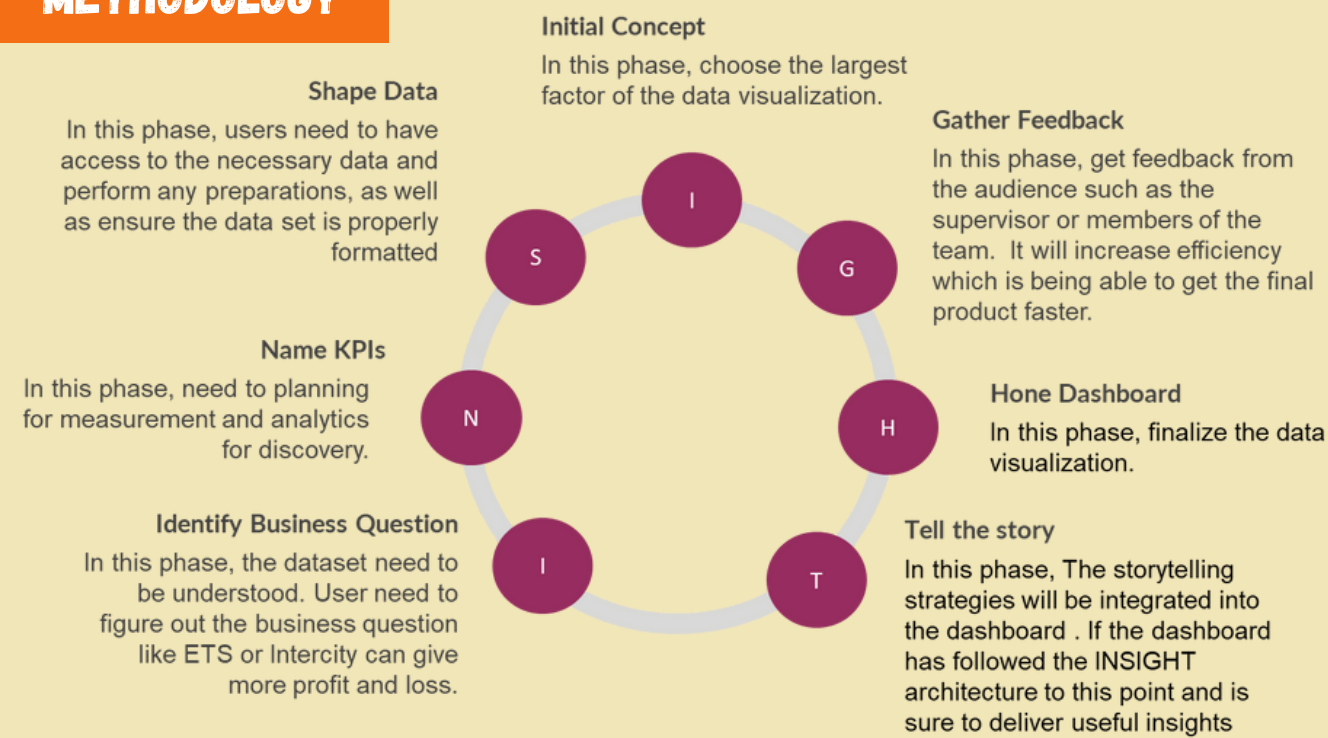 METHODOLOGY
Initial Concept
In this phase, choose the largest
factor of the data visualization.
Shape Data
In this phase, users need to have
access to the necessary data and
perform any preparations, as well
as ensure the data set is properly
formatted
Gather Feedback
In this phase, get feedback from
the audience such as the
supervisor or members of the
team.  It will increase efficiency
which is being able to get the final
product faster.
I
S
G
Name KPIs
In this phase, need to planning
for measurement and analytics
for discovery.
N
H
Hone Dashboard
In this phase, finalize the data
visualization.
Identify Business Question
In this phase, the dataset need to
be understood. User need to
figure out the business question
like ETS or Intercity can give
more profit and loss.
I
T
Tell the story
In this phase, The storytelling
strategies will be integrated into
the dashboard . If the dashboard
has followed the INSIGHT
architecture to this point and is
sure to deliver useful insights